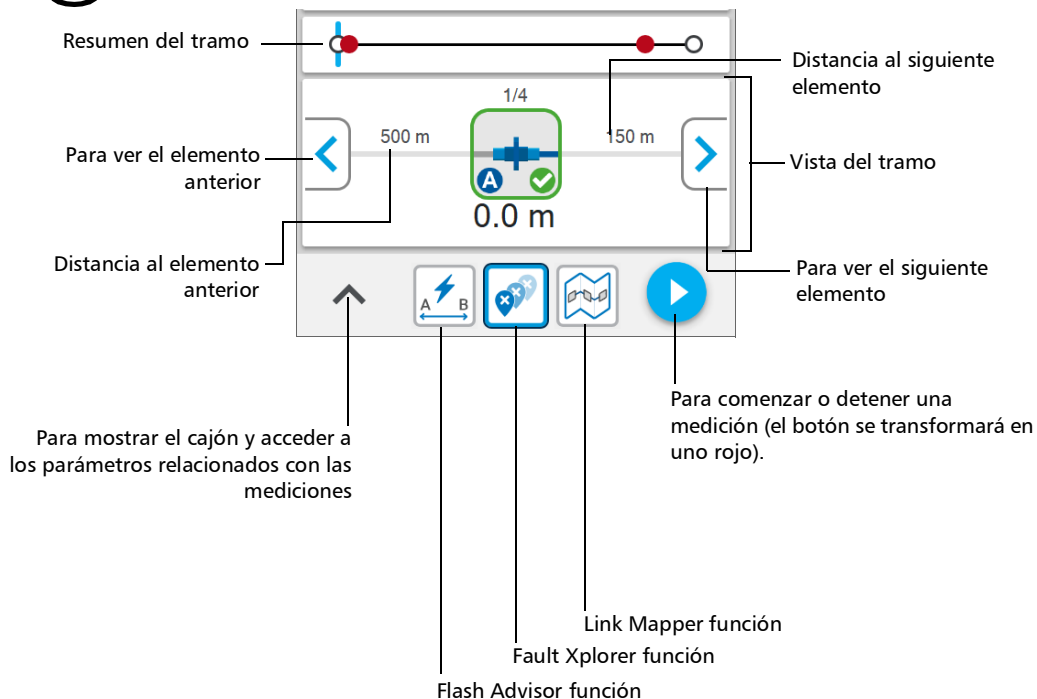 Resumen del tramo
Distancia al siguiente
elemento
1/4
500 m
150 m
Para ver el elemento
anterior
Vista del tramo
A
0.0 m
Distancia al elemento
anterior
Para ver el siguiente
elemento
A B
Para comenzar o detener una
medición (el botón se transformará en
uno rojo).
Para mostrar el cajón y acceder a
los parámetros relacionados con las
mediciones
Link Mapper función
Fault Xplorer función
Flash Advisor función